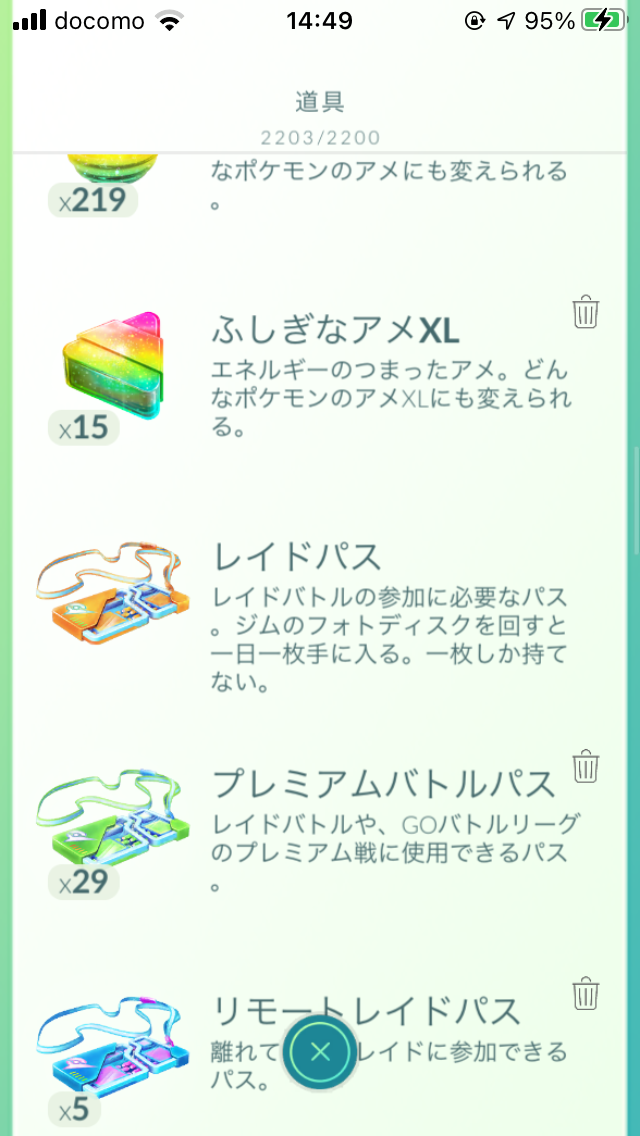 docomo 14:49 95%
道具
2203/2200
なポケモンのアメにも変えられる
。
x219
ふしぎなアメXL
エネルギーのつまったアメ。どん
なポケモンのアメXLにも変えられ
る。
x15
レイドパス
レイドバトルの参加に必要なパス
。ジムのフォトディスクを回すと
一日一枚手に入る。一枚しか持て
ない。
プレミアムバトルパス
レイドバトルや、GOバトルリーグ
のプレミアム戦に使用できるパス
。
x29
リモートレイドパス
離れて レイドに参加できる
パス。
x5